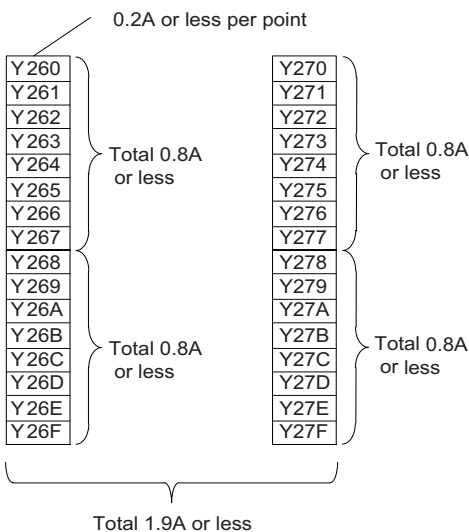 0.2A or less per point
Y260
Y261
Y262
Y263
Y264
Y265
Y266
Y267
Total 0.8A
or less
Y268
Y269
Y26A
Y26B
Y26C
Y26D
Y26E
Y26F
Total 0.8A
or less
Y270
Y271
Y272
Y273
Y274
Y275
Y276
Y277
Total 0.8A
or less
Y278
Y279
Y27A
Y27B
Y27C
Y27D
Y27E
Y27F
Total 0.8A
or less
Total 1.9A or less